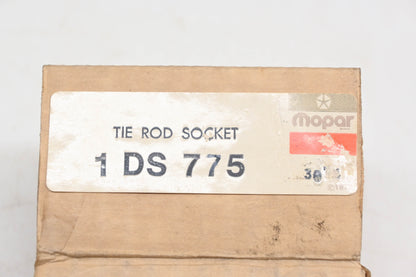 mopar
TIE ROD SOCKET
1 DS 775